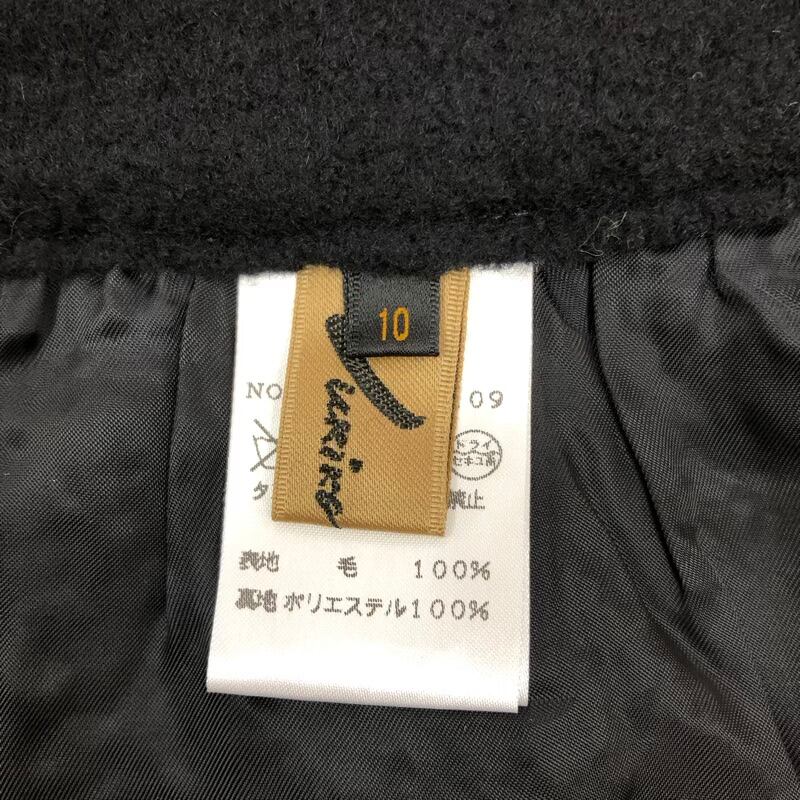 10
NO 09
ドライ
セキユ系
タ 禁止
表地 毛 100%
裏地 ポリエステル100%